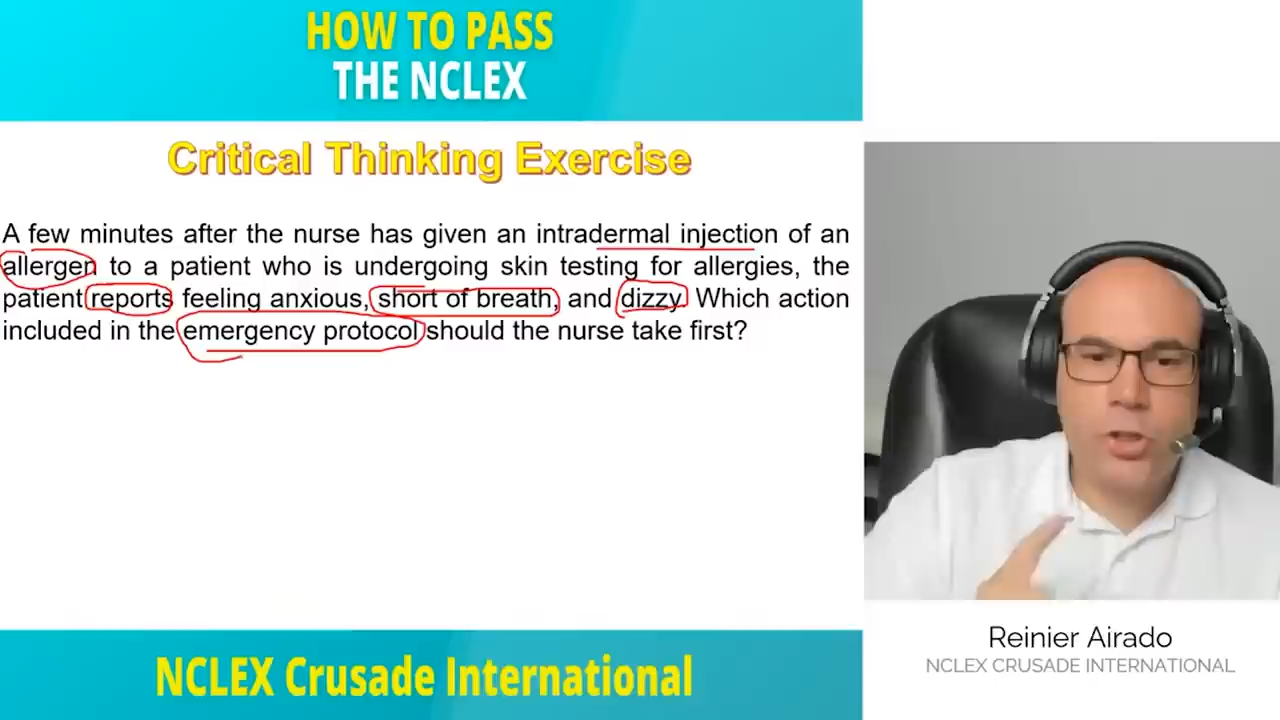 HOW TO PASS
THE NCLEX
Critical Thinking Exercise
A few minutes after the nurse has given an intradermal injection of an
allergen to a patient who is undergoing skin testing for allergies, the
patient reports feeling anxious, short of breath, and dizzy. Which action
included in the emergency protocol should the nurse take first?
NCLEX Crusade International
Reinier Airado
NCLEX CRUSADE INTERNATIONAL